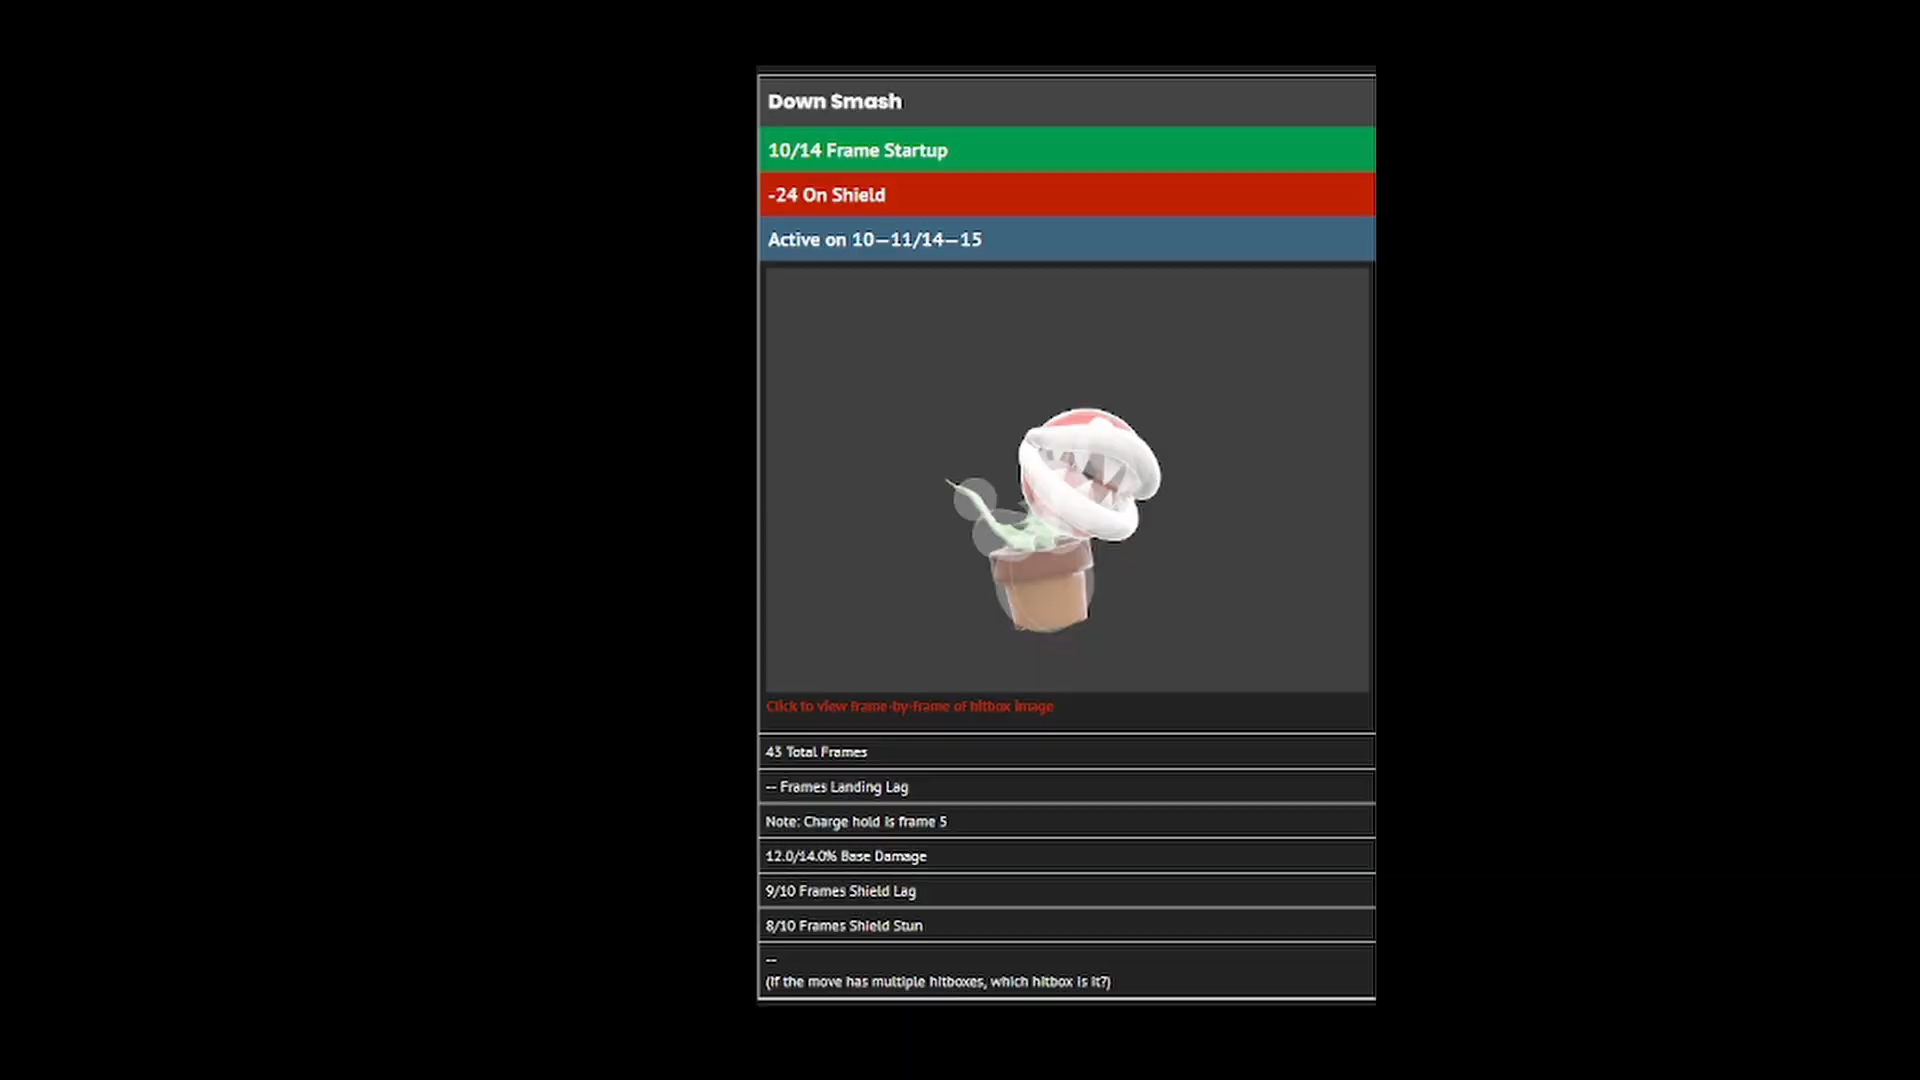 Down Smash
10/14 Frame Startup
-24 On Shield
Active on 10—11/14—15
Click to view frame-by-frame of hitbox image
43 Total Frames
-- Frames Landing Lag
Note: Charge hold is frame 5
12.0/14.0% Base Damage
9/10 Frames Shield Lag
8/10 Frames Shield Stun
--
(If the move has multiple hitboxes, which hitbox is it?)